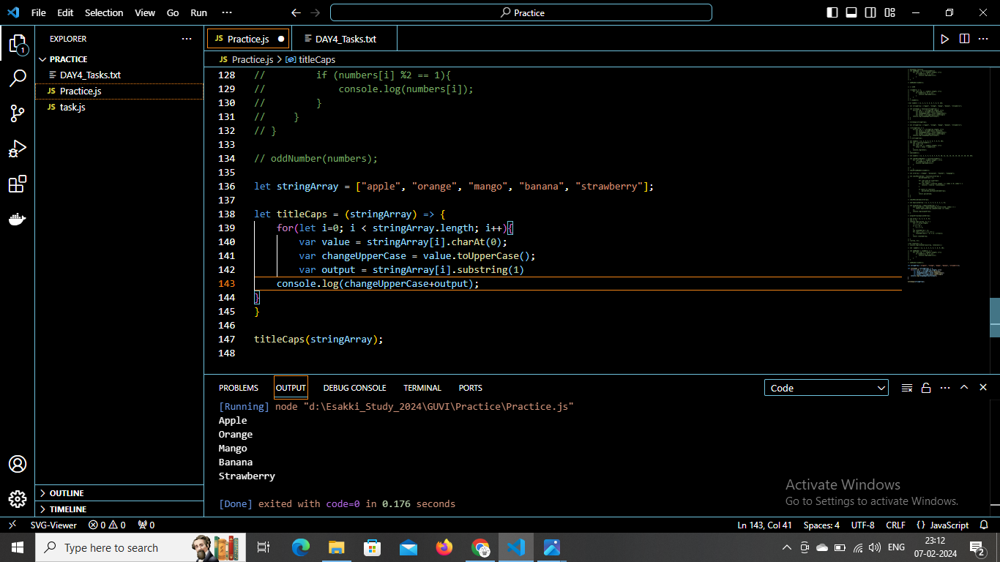 File Edit Selection View Go Run ··· Practice
EXPLORER ···
PRACTICE
DAY4_Tasks.txt
JS Practice.js
JS task.js
OUTLINE
TIMELINE
1
JS Practice.js ● DAY4_Tasks.txt
JS Practice.js > titleCaps
128 // if (numbers[i] %2 == 1){
129 // console.log(numbers[i]);
130 // }
131 // }
132 // }
133
134 // oddNumber(numbers);
135
136 let stringArray = ["apple", "orange", "mango", "banana", "strawberry"];
137
138 let titleCaps = (stringArray) => {
139 for(let i=0; i < stringArray.length; i++){
140 var value = stringArray[i].charAt(0);
141 var changeUpperCase = value.toUpperCase();
142 var output = stringArray[i].substring(1)
143 console.log(changeUpperCase+output);
144 }
145 }
146
147 titleCaps(stringArray);
148
PROBLEMS OUTPUT DEBUG CONSOLE TERMINAL PORTS Code
[Running] node "d:\Esakki_Study_2024\GUVI\Practice\Practice.js"
Apple
Orange
Mango
Banana
Strawberry
[Done] exited with code=0 in 0.176 seconds
Activate Windows
Go to Settings to activate Windows.
SVG-Viewer 0 0 0 Ln 143, Col 41 Spaces: 4 UTF-8 CRLF {} JavaScript
Type here to search ENG 23:12
07-02-2024 2